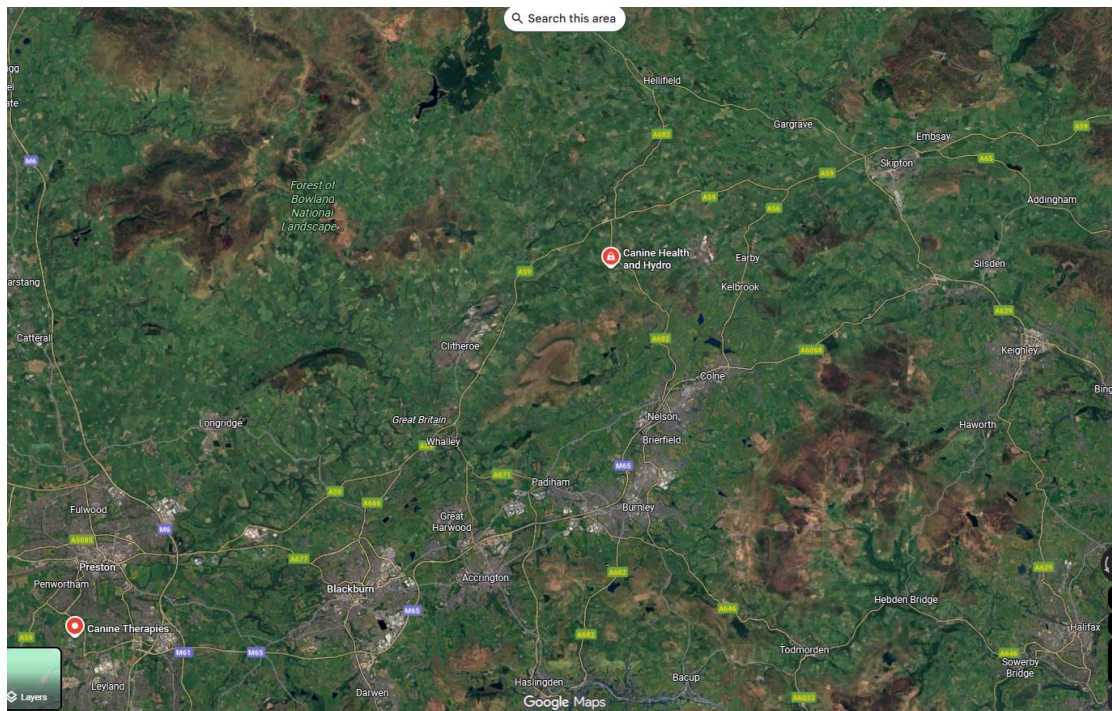 Search this area
Hellifield
A682
Gargrave
Embsay
A59
M6
Skipton
A65
A59
Forest of
Bowland
National
Landscape
A59
A56
Addingham
Canine Health
and Hydro
Earby
Silsden
A59
arstang
Kelbrook
A629
Catterall
Clitheroe
A682
A6068
Keighley
Colne
Bing
Great Britain
Longridge
Nelson
Haworth
Whalley
Brierfield
M65
A671
Padiham
A59
A666
Fulwood
Great
Harwood
Burnley
M6
A5085
A677
Preston
A682
A629
Penwortham
Blackburn
Accrington
Hebden Bridge
M65
A646
Canine Therapies
Halifax
A59
A682
M61
M65
Todmorden
A646
Sowerby
Bridge
Layers
Leyland
Darwen
Haslingden
Bacup
A6033
Google Maps